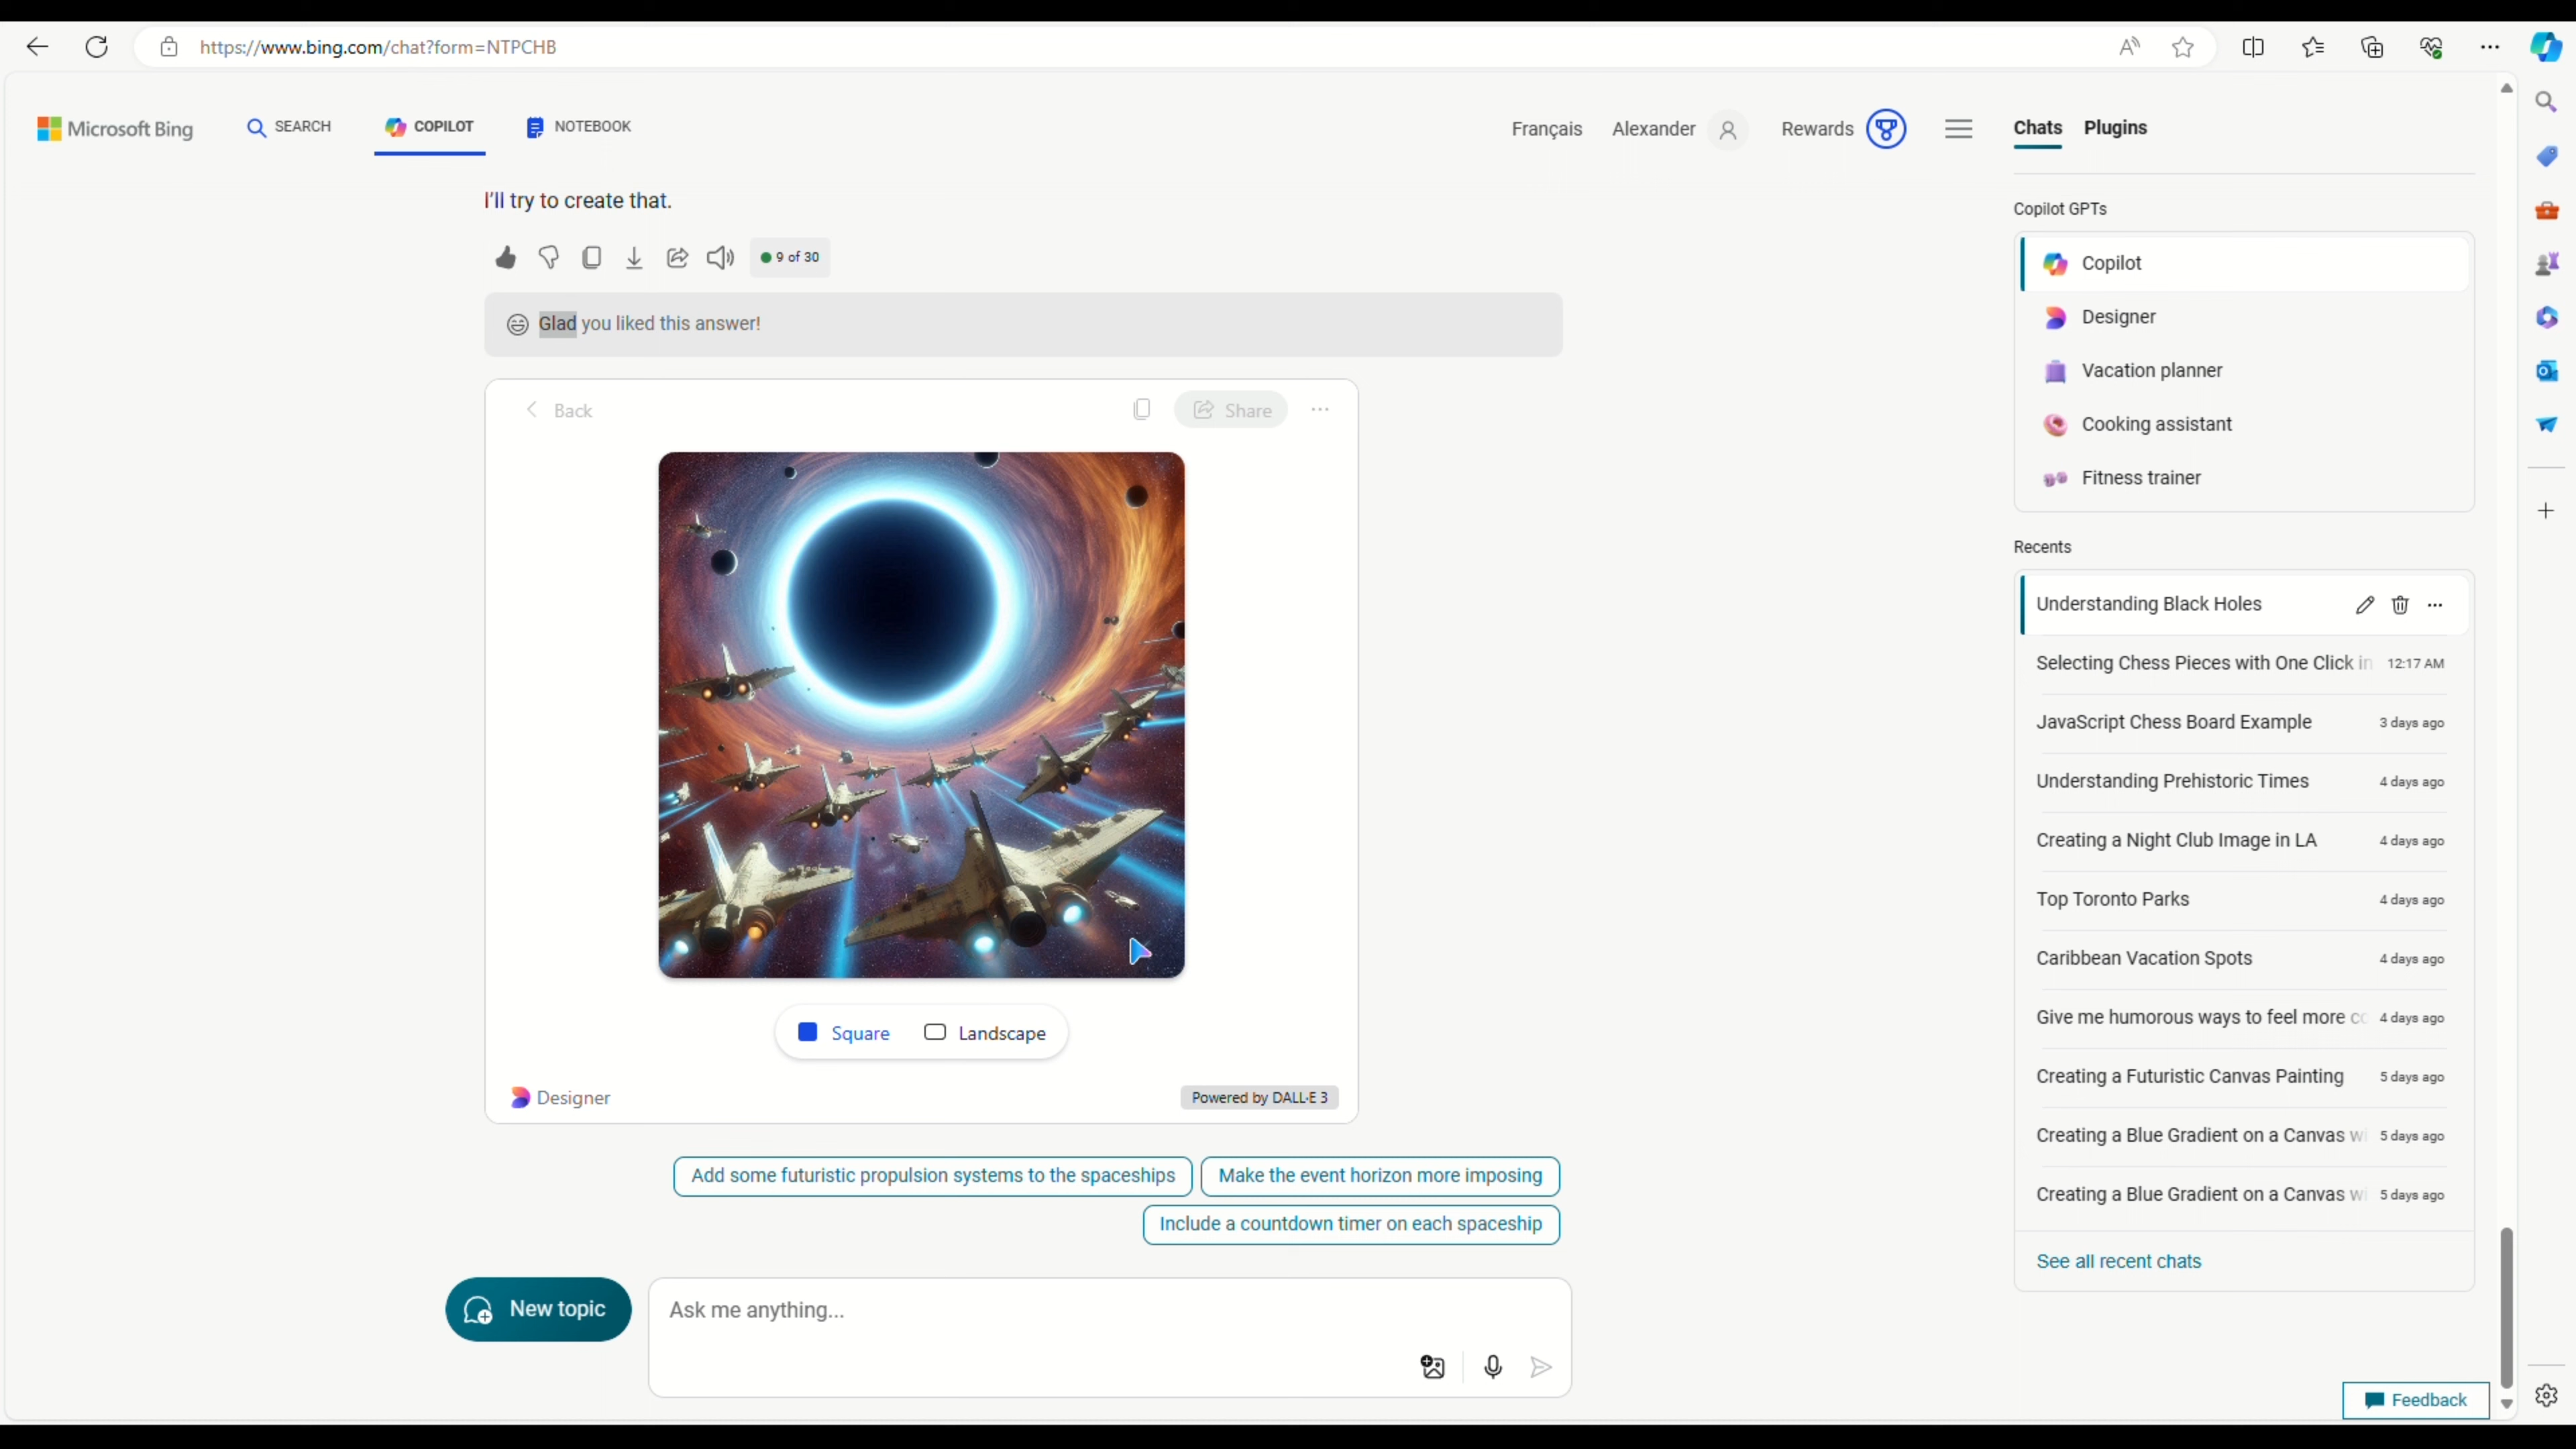 https://www.bing.com/chat?form=NTPCHB
Microsoft Bing
SEARCH
COPILOT
NOTEBOOK
Français
Alexander
Rewards
Chats
Plugins
I'll try to create that.
9 of 30
Glad you liked this answer!
Back
Share
Square
Landscape
Designer
Powered by DALL·E 3
Add some futuristic propulsion systems to the spaceships
Make the event horizon more imposing
Include a countdown timer on each spaceship
New topic
Ask me anything...
Copilot GPTs
Copilot
Designer
Vacation planner
Cooking assistant
Fitness trainer
Recents
Understanding Black Holes
Selecting Chess Pieces with One Click in 12:17 AM
JavaScript Chess Board Example 3 days ago
Understanding Prehistoric Times 4 days ago
Creating a Night Club Image in LA 4 days ago
Top Toronto Parks 4 days ago
Caribbean Vacation Spots 4 days ago
Give me humorous ways to feel more co 4 days ago
Creating a Futuristic Canvas Painting 5 days ago
Creating a Blue Gradient on a Canvas wi 5 days ago
Creating a Blue Gradient on a Canvas wi 5 days ago
See all recent chats
Feedback